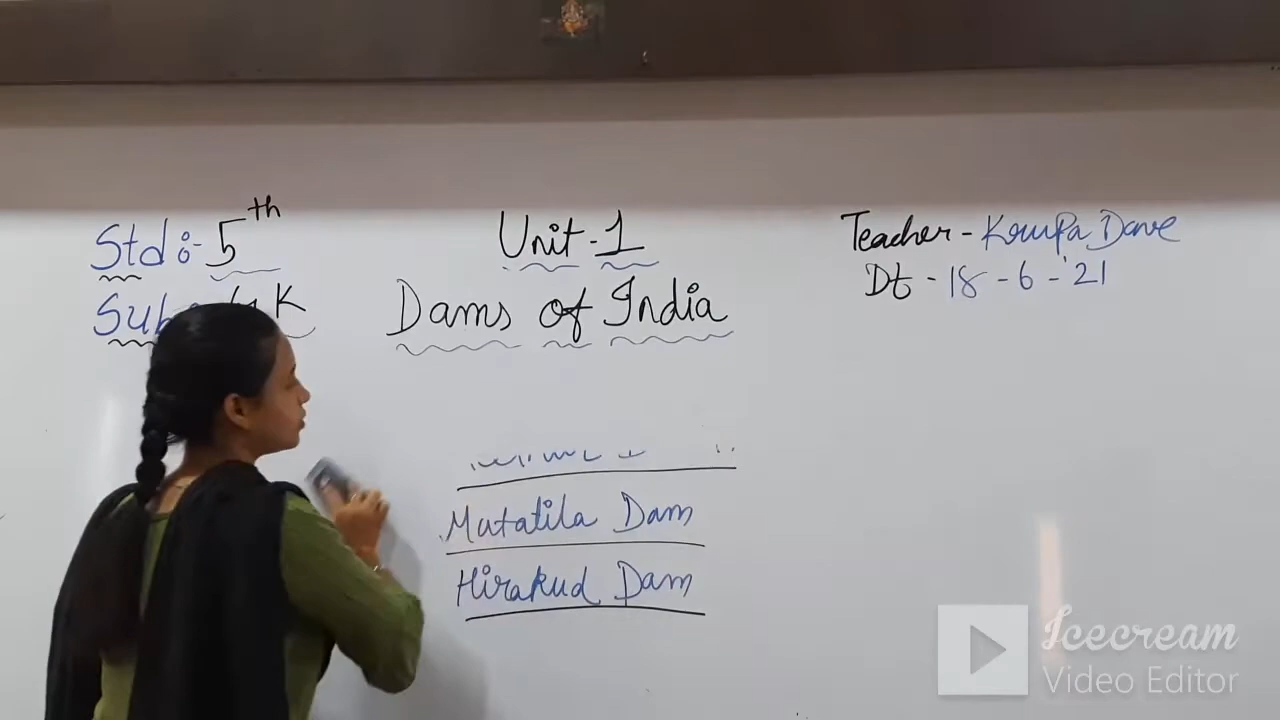 Std :- 5th
Sub K
Unit - 1
Dams of India
Teacher - Krupa Dave
Dt - 18 - 6 - '21
Matatila Dam
Hirakud Dam
Icecream
Video Editor